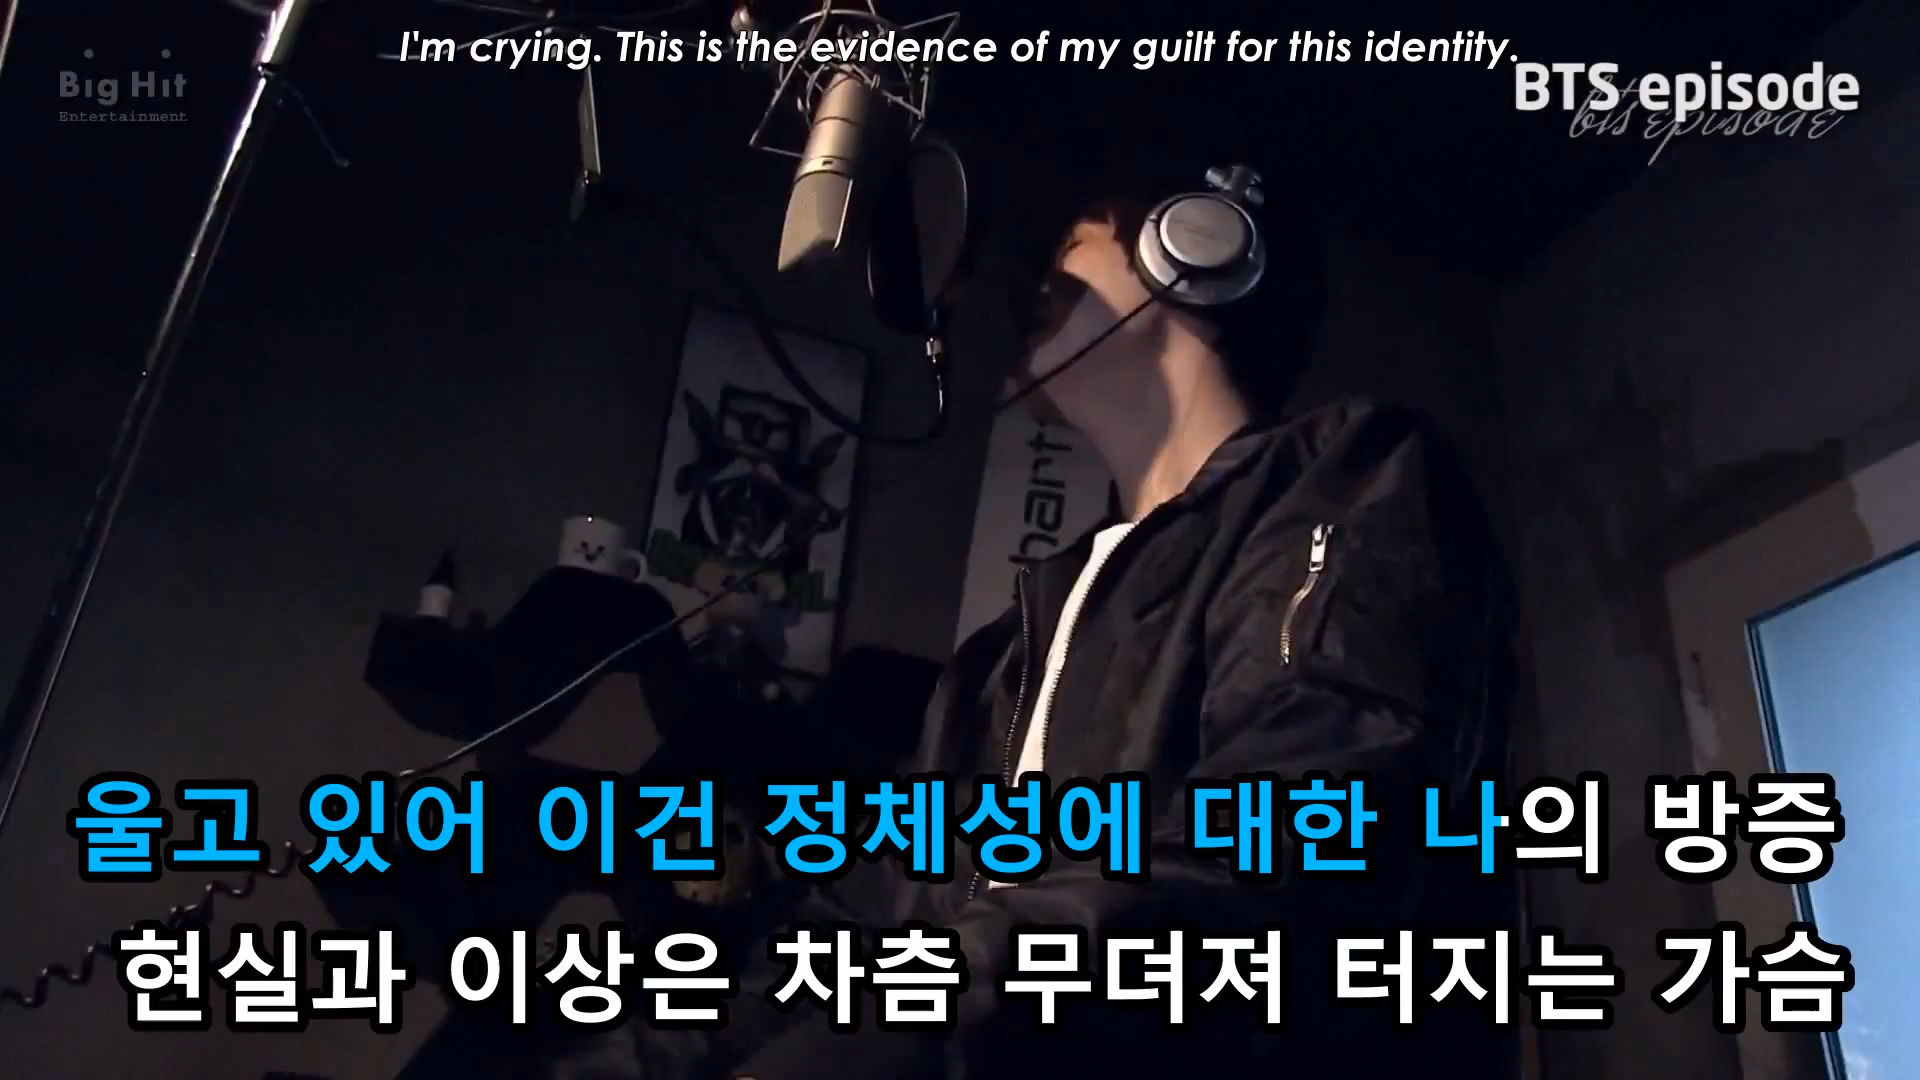 I'm crying. This is the evidence of my guilt for this identity.
Big Hit
Entertainment
BTS episode
bts episode
hart
울고 있어 이건 정체성에 대한 나의 방증
현실과 이상은 차츰 무뎌져 터지는 가슴